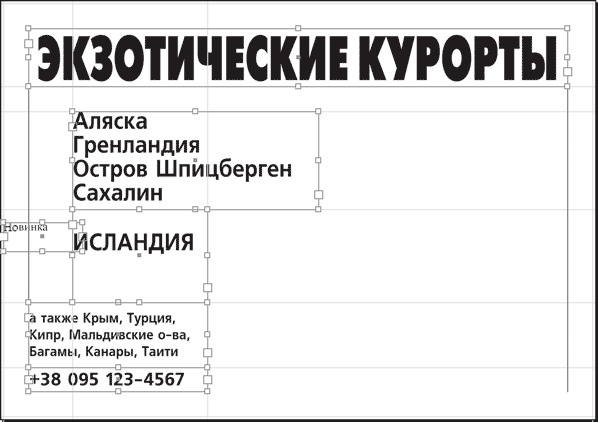 ЭКЗОТИЧЕСКИЕ КУРОРТЫ
Аляска
Гренландия
Остров Шпицберген
Сахалин
Новинка
ИСЛАНДИЯ
а также Крым, Турция,
Кипр, Мальдивские о-ва,
Багамы, Канары, Таити
+38 095 123-4567